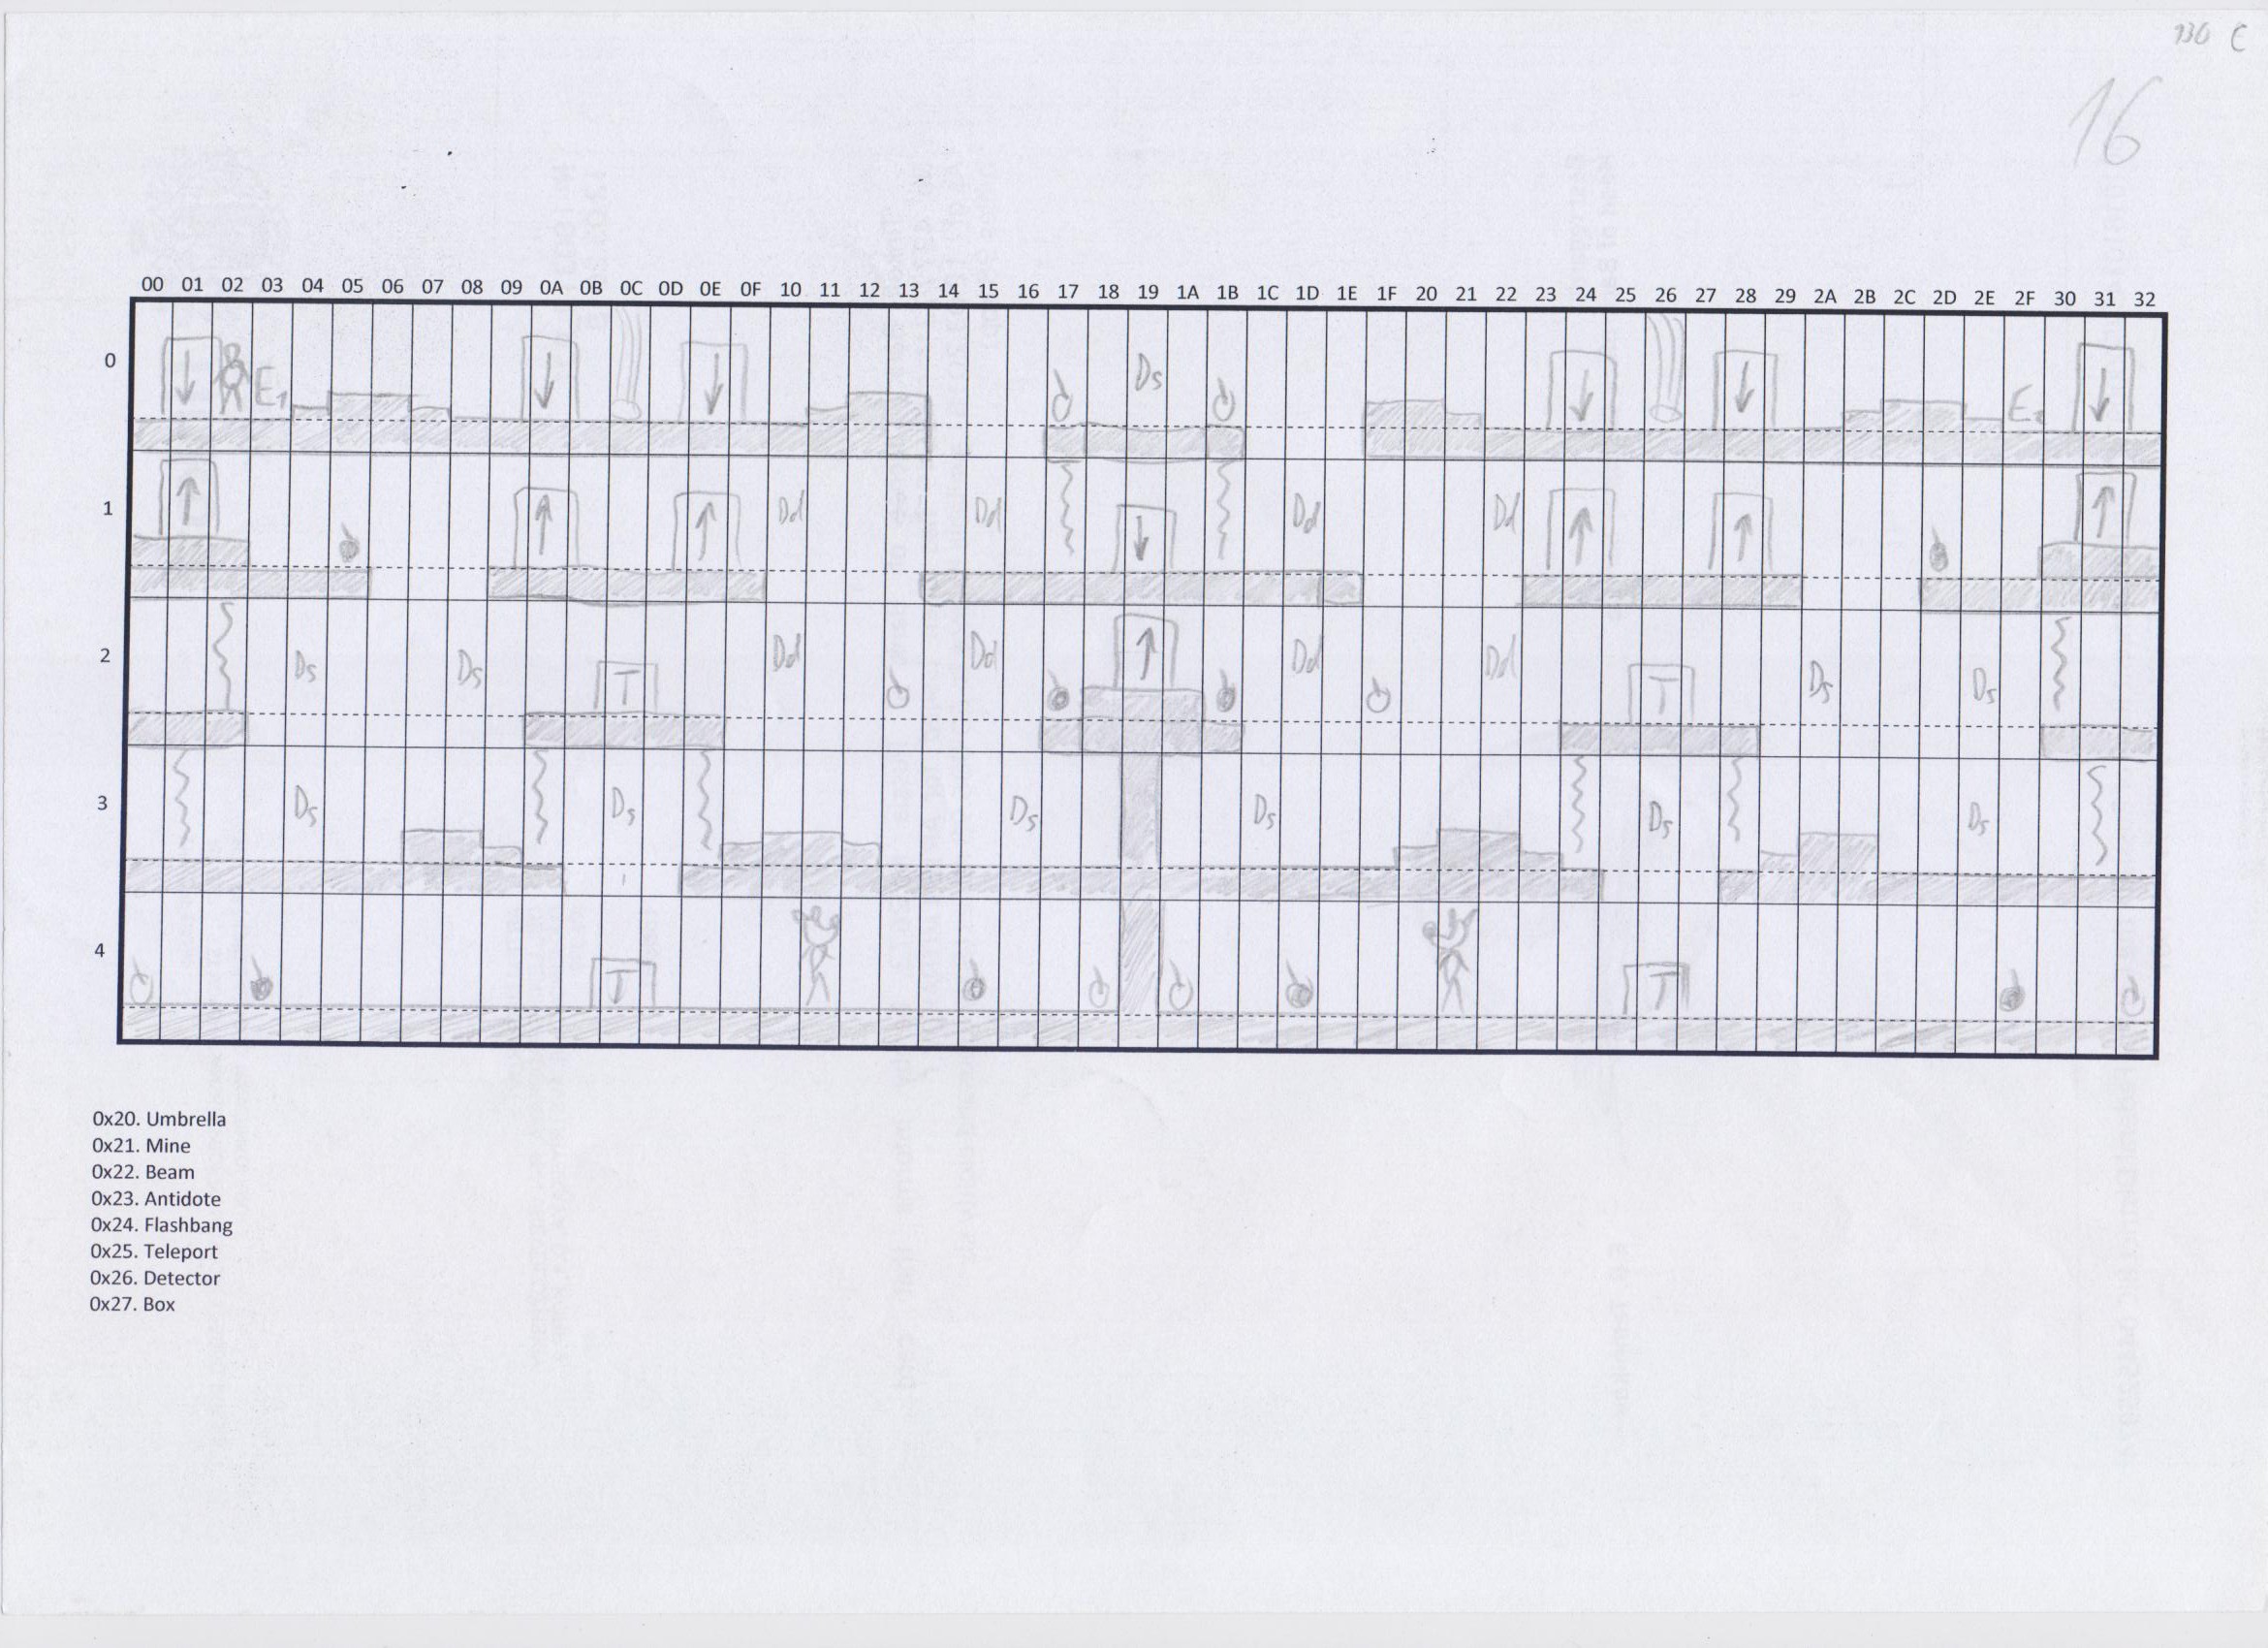 130 C
16
00 01 02 03 04 05 06 07 08 09 0A 0B 0C 0D 0E 0F 10 11 12 13 14 15 16 17 18 19 1A 1B 1C 1D 1E 1F 20 21 22 23 24 25 26 27 28 29 2A 2B 2C 2D 2E 2F 30 31 32
0 E1 Ds E2
1 Dd Dd Dd Dd
2 Ds Ds T Dd Dd Dd Dd T Ds Ds
3 Ds Ds Ds Ds Ds Ds
4 T T
0x20. Umbrella
0x21. Mine
0x22. Beam
0x23. Antidote
0x24. Flashbang
0x25. Teleport
0x26. Detector
0x27. Box